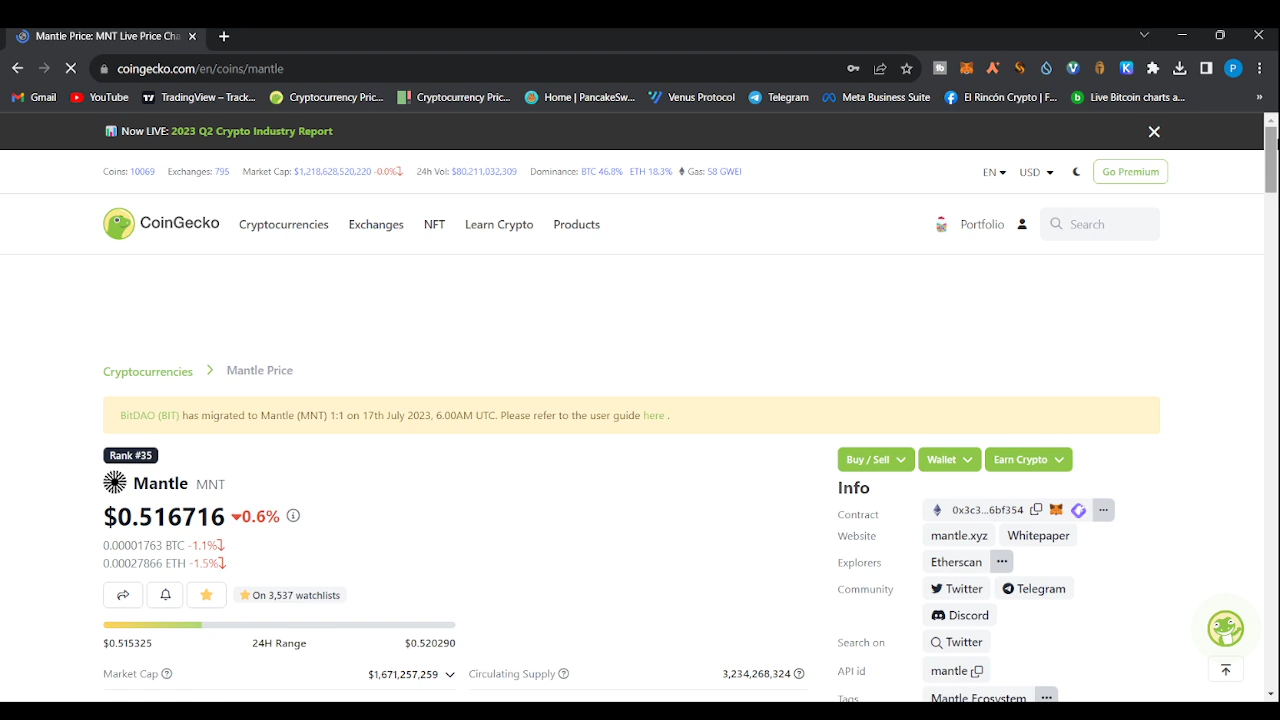 Mantle Price: MNT Live Price Cha
coingecko.com/en/coins/mantle
P
Gmail YouTube TradingView – Track... Cryptocurrency Pric... Cryptocurrency Pric... Home | PancakeSw... Venus Protocol Telegram Meta Business Suite El Rincón Crypto | F... Live Bitcoin charts a... »
Now LIVE: 2023 Q2 Crypto Industry Report
Coins: 10069 Exchanges: 795 Market Cap: $1,218,628,520,220 -0.0% 24h Vol: $80,211,032,309 Dominance: BTC 46.8% ETH 18.3% Gas: 58 GWEI EN USD Go Premium
CoinGecko Cryptocurrencies Exchanges NFT Learn Crypto Products Portfolio Search
Cryptocurrencies > Mantle Price
BitDAO (BIT) has migrated to Mantle (MNT) 1:1 on 17th July 2023, 6.00AM UTC. Please refer to the user guide here .
Rank #35
Mantle MNT
$0.516716 0.6%
0.00001763 BTC -1.1%
0.00027866 ETH -1.5%
On 3,537 watchlists
$0.515325 24H Range $0.520290
Market Cap $1,671,257,259 Circulating Supply 3,234,268,324
Buy / Sell Wallet Earn Crypto
Info
Contract 0x3c3...6bf354 ...
Website mantle.xyz Whitepaper
Explorers Etherscan ...
Community Twitter Telegram
Discord
Search on Twitter
API id mantle
Tags Mantle Ecosystem ...